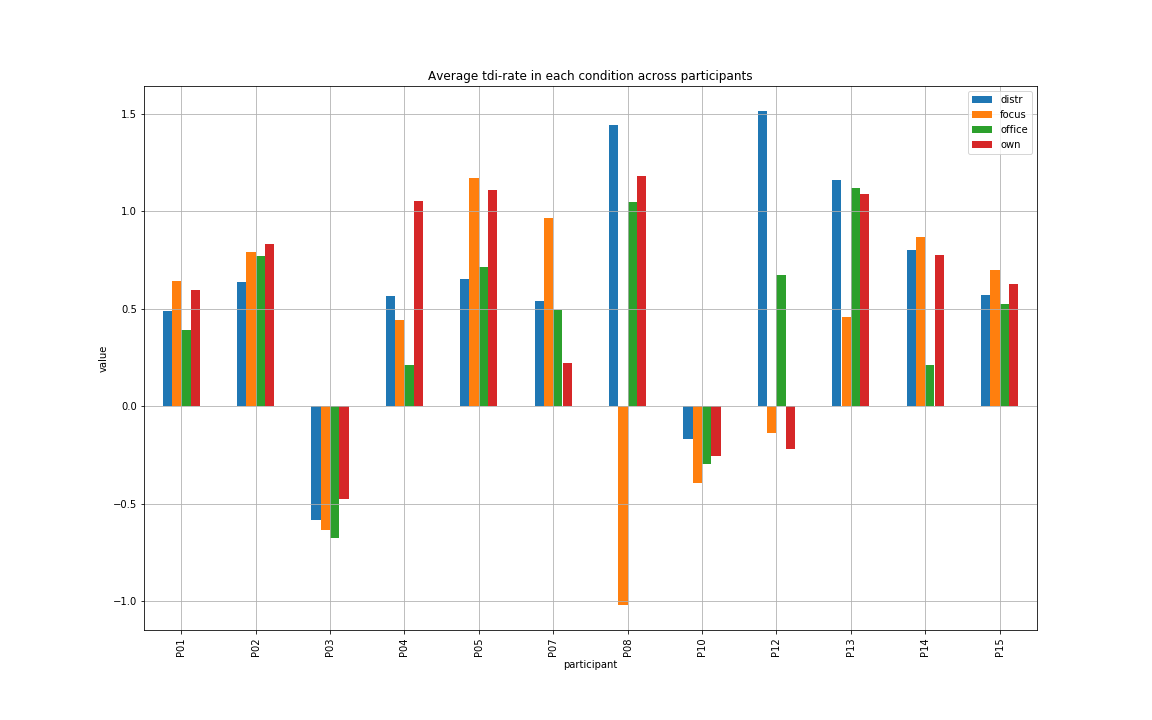 Average tdi-rate in each condition across participants
distr
focus
office
own
value
1.5
1.0
0.5
0.0
−0.5
−1.0
P01 P02 P03 P04 P05 P07 P08 P10 P12 P13 P14 P15
participant